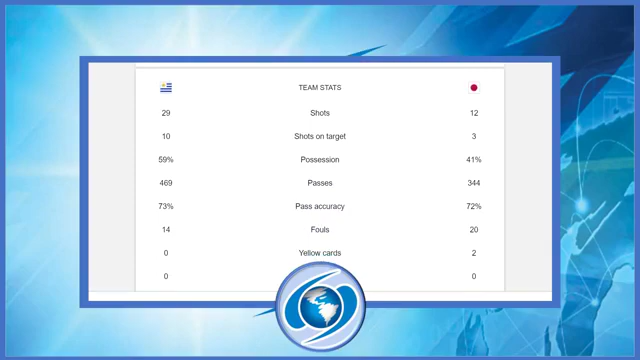 TEAM STATS
29 Shots 12
10 Shots on target 3
59% Possession 41%
469 Passes 344
73% Pass accuracy 72%
14 Fouls 20
0 Yellow cards 2
0 0